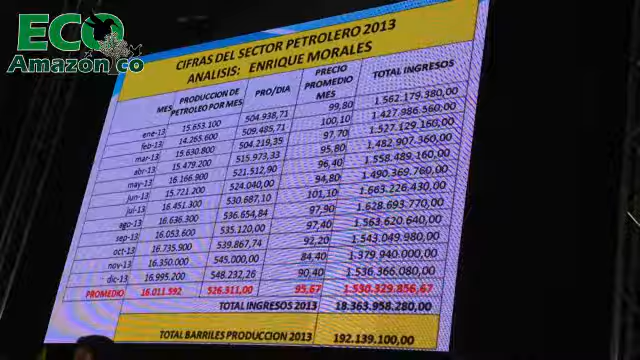 ECO
Amazon co
CIFRAS DEL SECTOR PETROLERO 2013
ANALISIS: ENRIQUE MORALES
MES PRODUCCION DE PETROLEO POR MES PRO/DIA PRECIO PROMEDIO MES TOTAL INGRESOS
ene-13 15.653.100 504.938,71 99,80 1.562.179.380,00
feb-13 14.265.600 509.485,71 100,10 1.427.986.560,00
mar-13 15.630.800 504.219,35 97,70 1.527.129.160,00
abr-13 15.479.200 515.973,33 95,80 1.482.907.360,00
may-13 16.166.900 521.512,90 96,40 1.558.489.160,00
jun-13 15.721.200 524.040,00 94,80 1.490.369.760,00
jul-13 16.451.300 530.687,10 101,10 1.663.226.430,00
ago-13 16.636.300 536.654,84 97,90 1.628.693.770,00
sep-13 16.053.600 535.120,00 97,40 1.563.620.640,00
oct-13 16.735.900 539.867,74 92,20 1.543.049.980,00
nov-13 16.350.000 545.000,00 84,40 1.379.940.000,00
dic-13 16.995.200 548.232,26 90,40 1.536.366.080,00
PROMEDIO 16.011.592 526.311,00 95,67 1.530.329.856,67
TOTAL INGRESOS 2013 18.363.958.280,00
TOTAL BARRILES PRODUCCION 2013 192.139.100,00